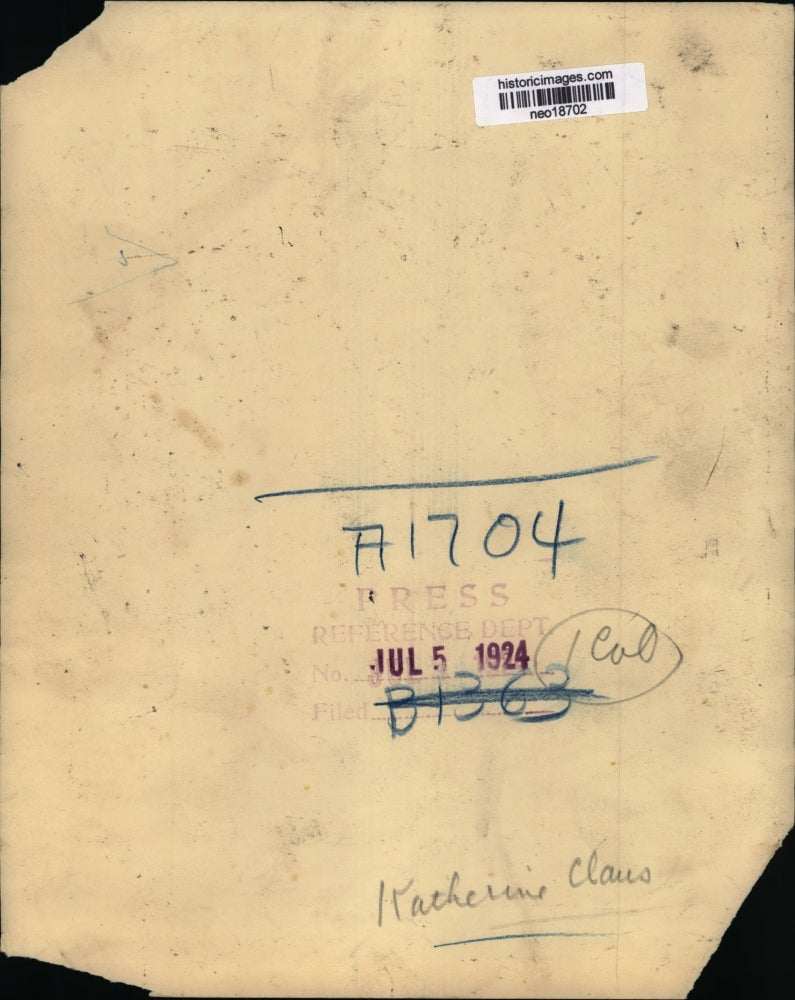 historicimages.com
neo18702
A1704
PRESS
REFERENCE DEPT
1 Col
JUL 5 1924
No.
B1363
Filed
Katherine Claus